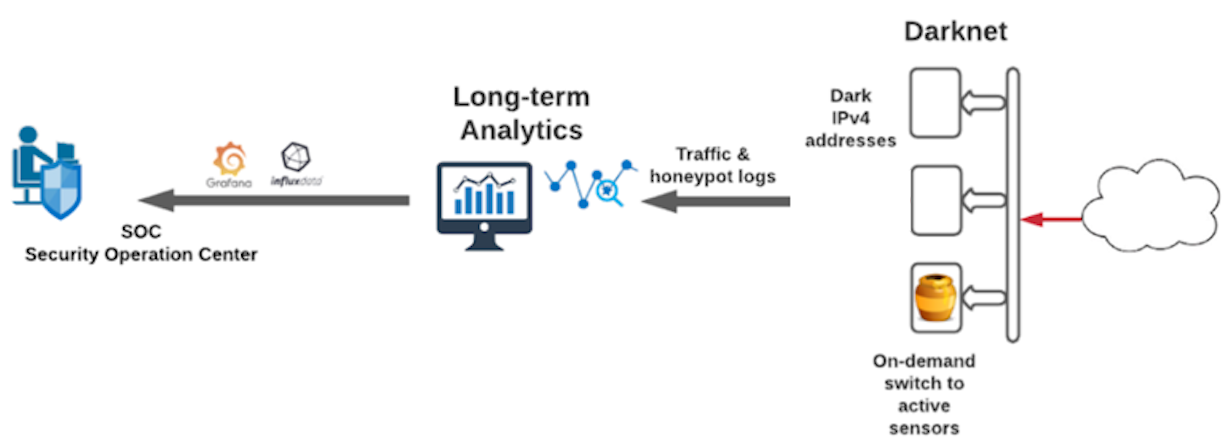 Darknet
Dark
IPv4
addresses
Long-term
Analytics
Traffic &
honeypot logs
Grafana
influxdata
SOC
Security Operation Center
On-demand
switch to
active
sensors